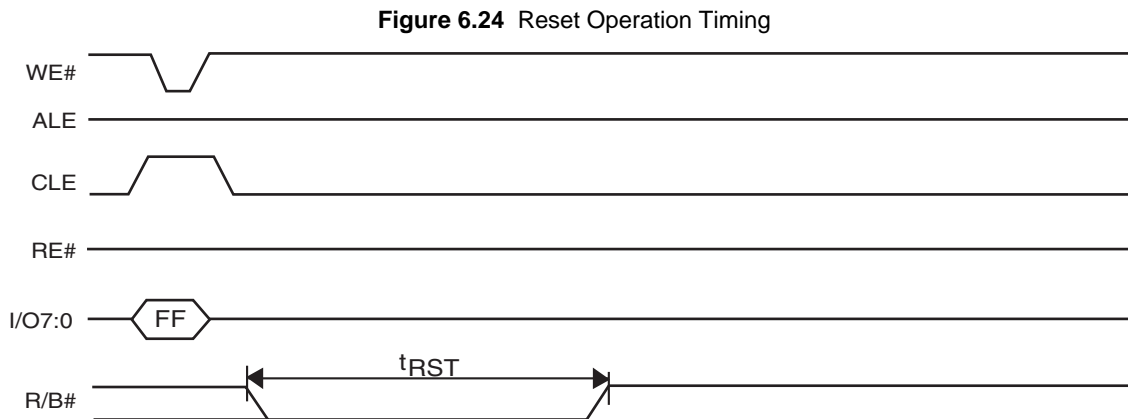 Figure 6.24 Reset Operation Timing
WE#
ALE
CLE
RE#
I/O7:0
FF
tRST
R/B#